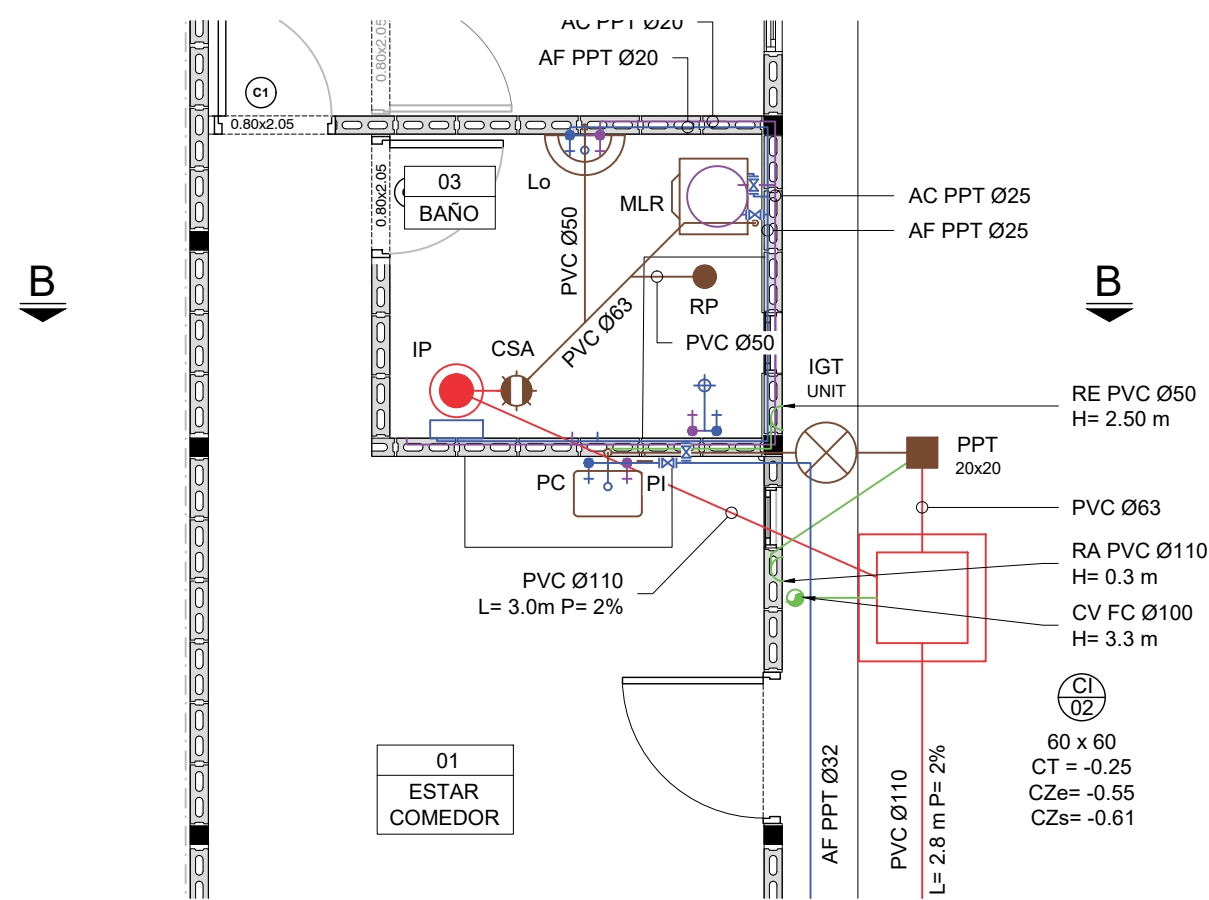 AC PPT Ø20
AF PPT Ø20
0.80x2.05
C1
0.80x2.05
0.80x2.05
03
BAÑO
Lo
MLR
AC PPT Ø25
AF PPT Ø25
PVC Ø50
PVC Ø63
RP
PVC Ø50
B
B
IP
CSA
IGT
UNIT
RE PVC Ø50
H= 2.50 m
PPT
20x20
PC
PI
PVC Ø63
PVC Ø110
L= 3.0m P= 2%
RA PVC Ø110
H= 0.3 m
CV FC Ø100
H= 3.3 m
CI
02
60 x 60
CT = -0.25
CZe= -0.55
CZs= -0.61
01
ESTAR
COMEDOR
AF PPT Ø32
PVC Ø110
L= 2.8 m P= 2%